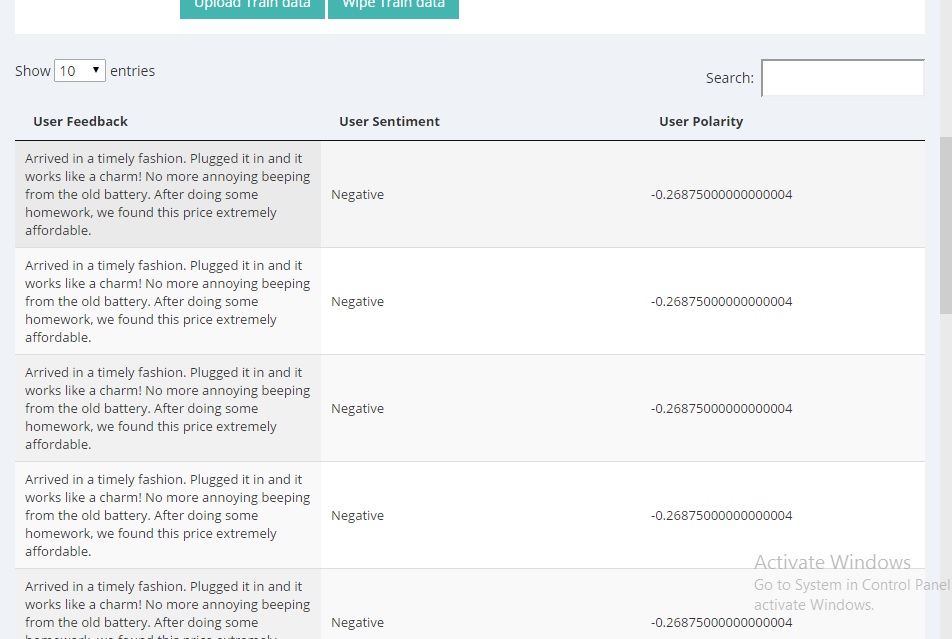 Upload Train data Wipe Train data
Show 10 entries
Search:
User Feedback User Sentiment User Polarity
Arrived in a timely fashion. Plugged it in and it
works like a charm! No more annoying beeping
from the old battery. After doing some
homework, we found this price extremely
affordable.
Negative
-0.26875000000000004
Arrived in a timely fashion. Plugged it in and it
works like a charm! No more annoying beeping
from the old battery. After doing some
homework, we found this price extremely
affordable.
Negative
-0.26875000000000004
Arrived in a timely fashion. Plugged it in and it
works like a charm! No more annoying beeping
from the old battery. After doing some
homework, we found this price extremely
affordable.
Negative
-0.26875000000000004
Arrived in a timely fashion. Plugged it in and it
works like a charm! No more annoying beeping
from the old battery. After doing some
homework, we found this price extremely
affordable.
Negative
-0.26875000000000004
Arrived in a timely fashion. Plugged it in and it
works like a charm! No more annoying beeping
from the old battery. After doing some
homework, we found this price extremely
Negative
-0.26875000000000004
Activate Windows
Go to System in Control Panel
activate Windows.